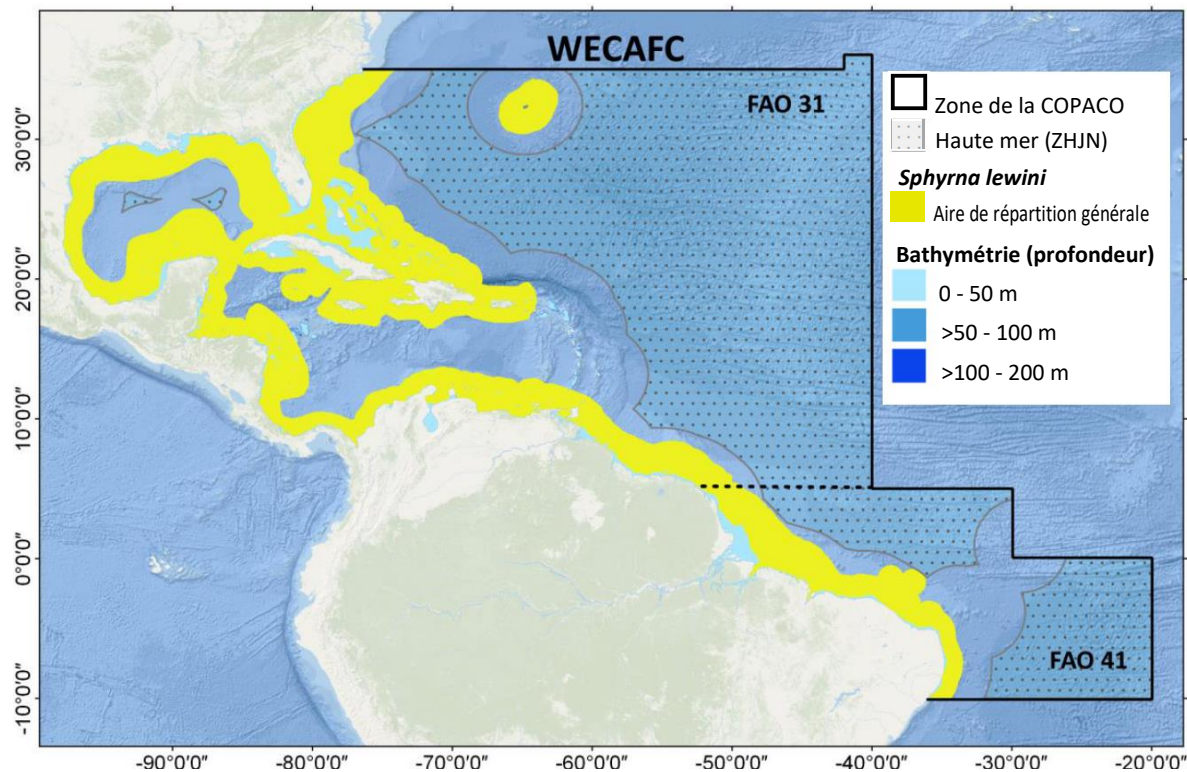 WECAFC
FAO 31
Zone de la COPACO
Haute mer (ZHJN)
Sphyrna lewini
Aire de répartition générale
Bathymétrie (profondeur)
0 - 50 m
>50 - 100 m
>100 - 200 m
FAO 41
30°0'0"
20°0'0"
10°0'0"
0°0'0"
-10°0'0"
-90°0'0"
-80°0'0"
-70°0'0"
-60°0'0"
-50°0'0"
-40°0'0"
-30°0'0"
-20°0'0"